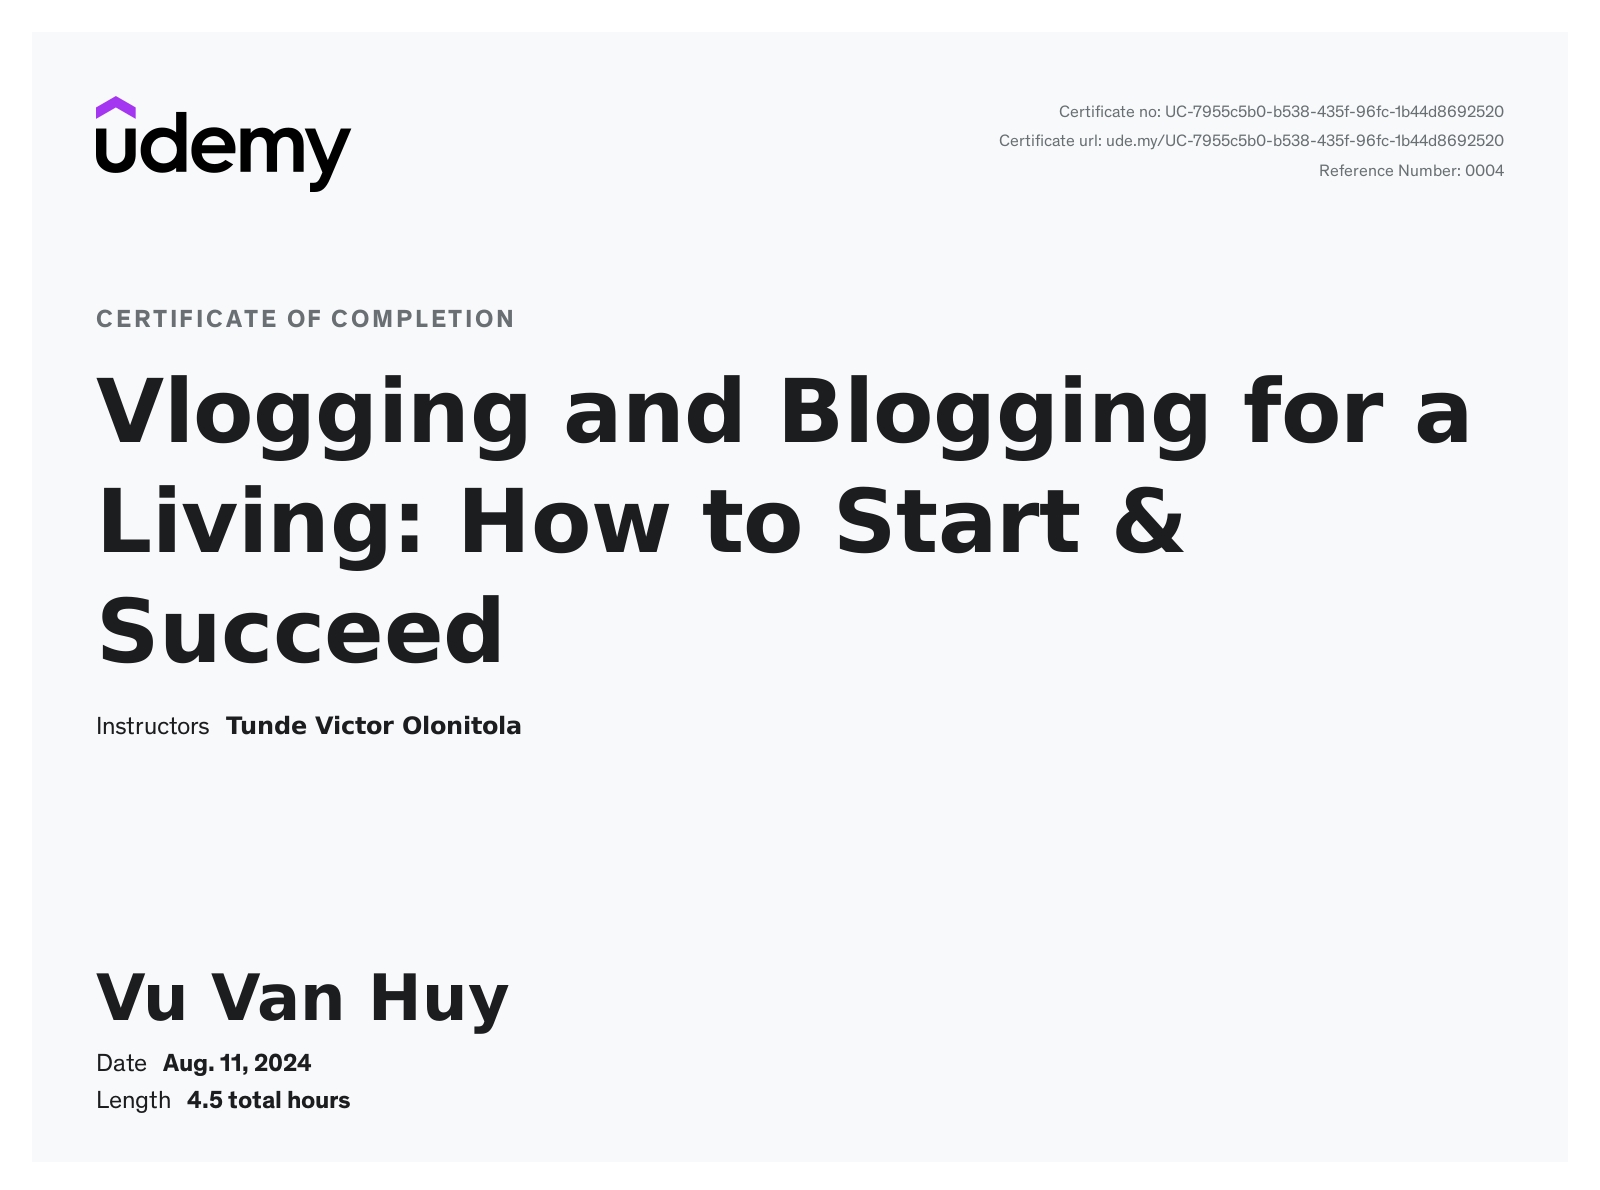 udemy
Certificate no: UC-7955c5b0-b538-435f-96fc-1b44d8692520
Certificate url: ude.my/UC-7955c5b0-b538-435f-96fc-1b44d8692520
Reference Number: 0004
CERTIFICATE OF COMPLETION
Vlogging and Blogging for a
Living: How to Start &
Succeed
Instructors Tunde Victor Olonitola
Vu Van Huy
Date Aug. 11, 2024
Length 4.5 total hours